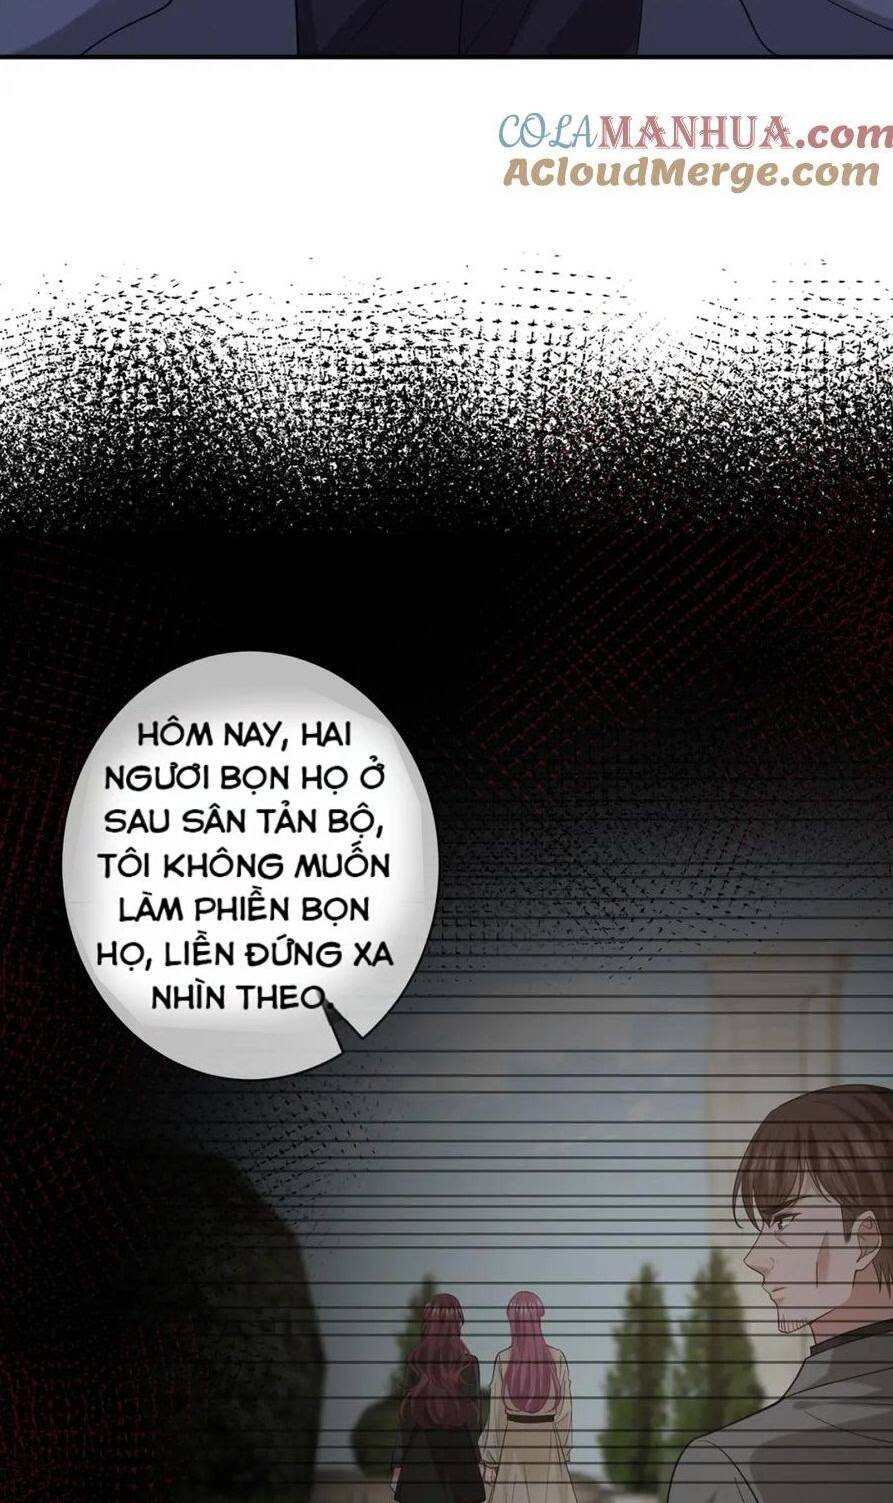 COLAMANHUA.com
ACloudMerge.com
HÔM NAY, HAI
NGƯƠI BỌN HỌ Ở
SAU SÂN TẢN BỘ,
TÔI KHÔNG MUỐN
LÀM PHIỀN BỌN
HỌ, LIỀN ĐỨNG XA
NHÌN THEO.